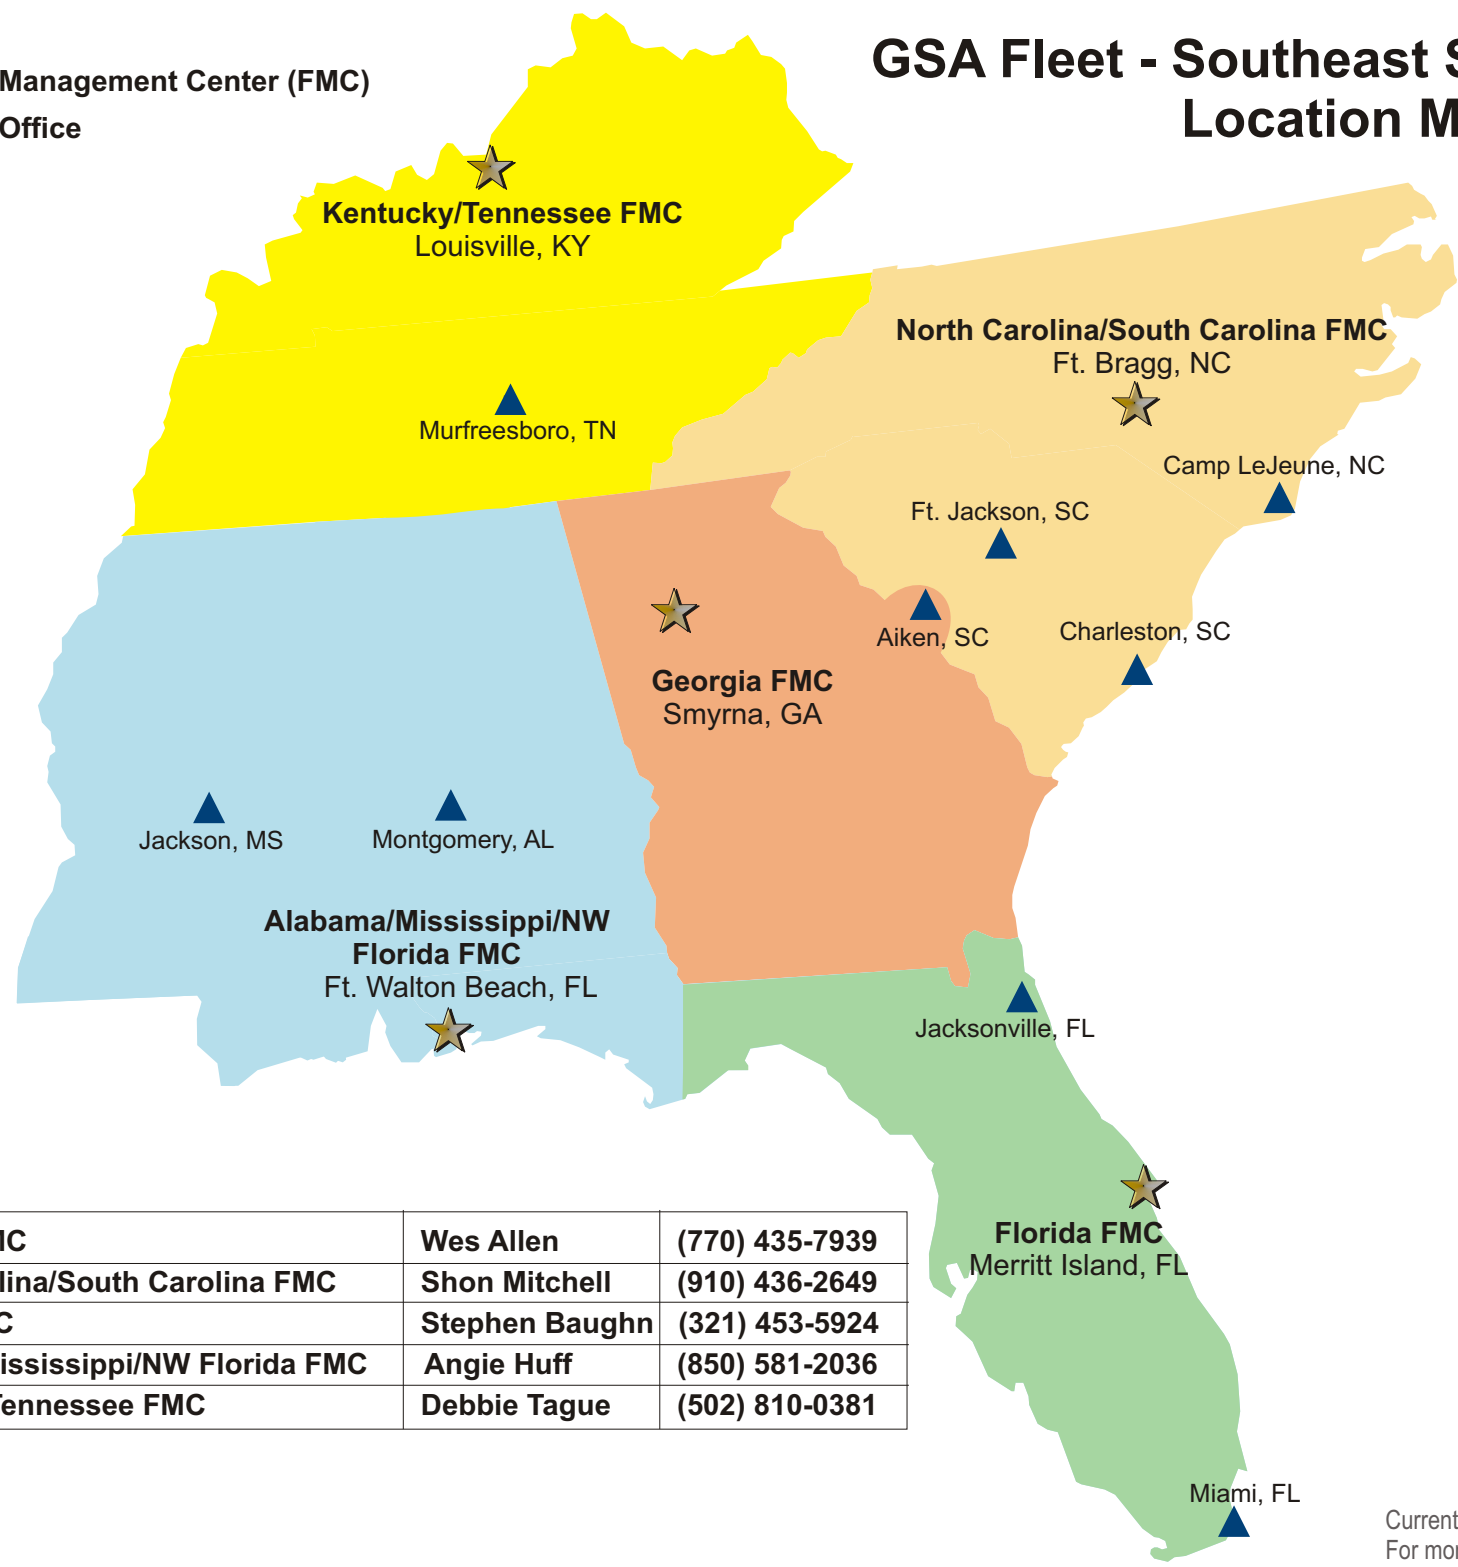 Management Center (FMC)
Office
GSA Fleet - Southeast S
Location M
Kentucky/Tennessee FMC
Louisville, KY
North Carolina/South Carolina FMC
Ft. Bragg, NC
Murfreesboro, TN
Camp LeJeune, NC
Ft. Jackson, SC
Aiken, SC
Charleston, SC
Georgia FMC
Smyrna, GA
Jackson, MS
Montgomery, AL
Alabama/Mississippi/NW
Florida FMC
Ft. Walton Beach, FL
Jacksonville, FL
Florida FMC
Merritt Island, FL
MC Wes Allen (770) 435-7939
lina/South Carolina FMC Shon Mitchell (910) 436-2649
C Stephen Baughn (321) 453-5924
ississippi/NW Florida FMC Angie Huff (850) 581-2036
Tennessee FMC Debbie Tague (502) 810-0381
Miami, FL
Current
For mor